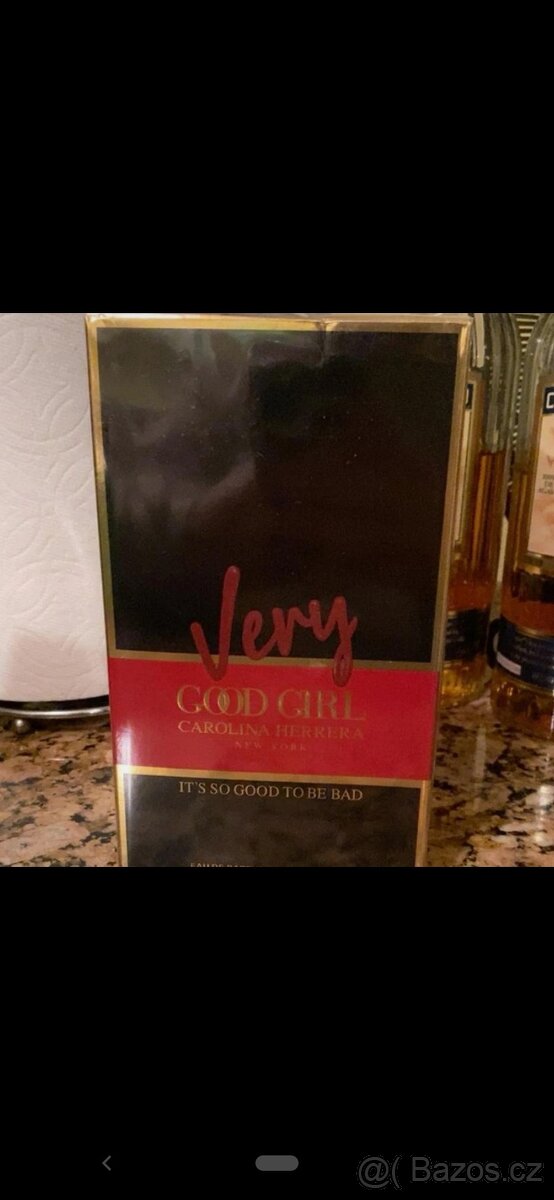 Very
GOOD GIRL
CAROLINA HERRERA
NEW YORK
IT'S SO GOOD TO BE BAD
@( Bazos.cz